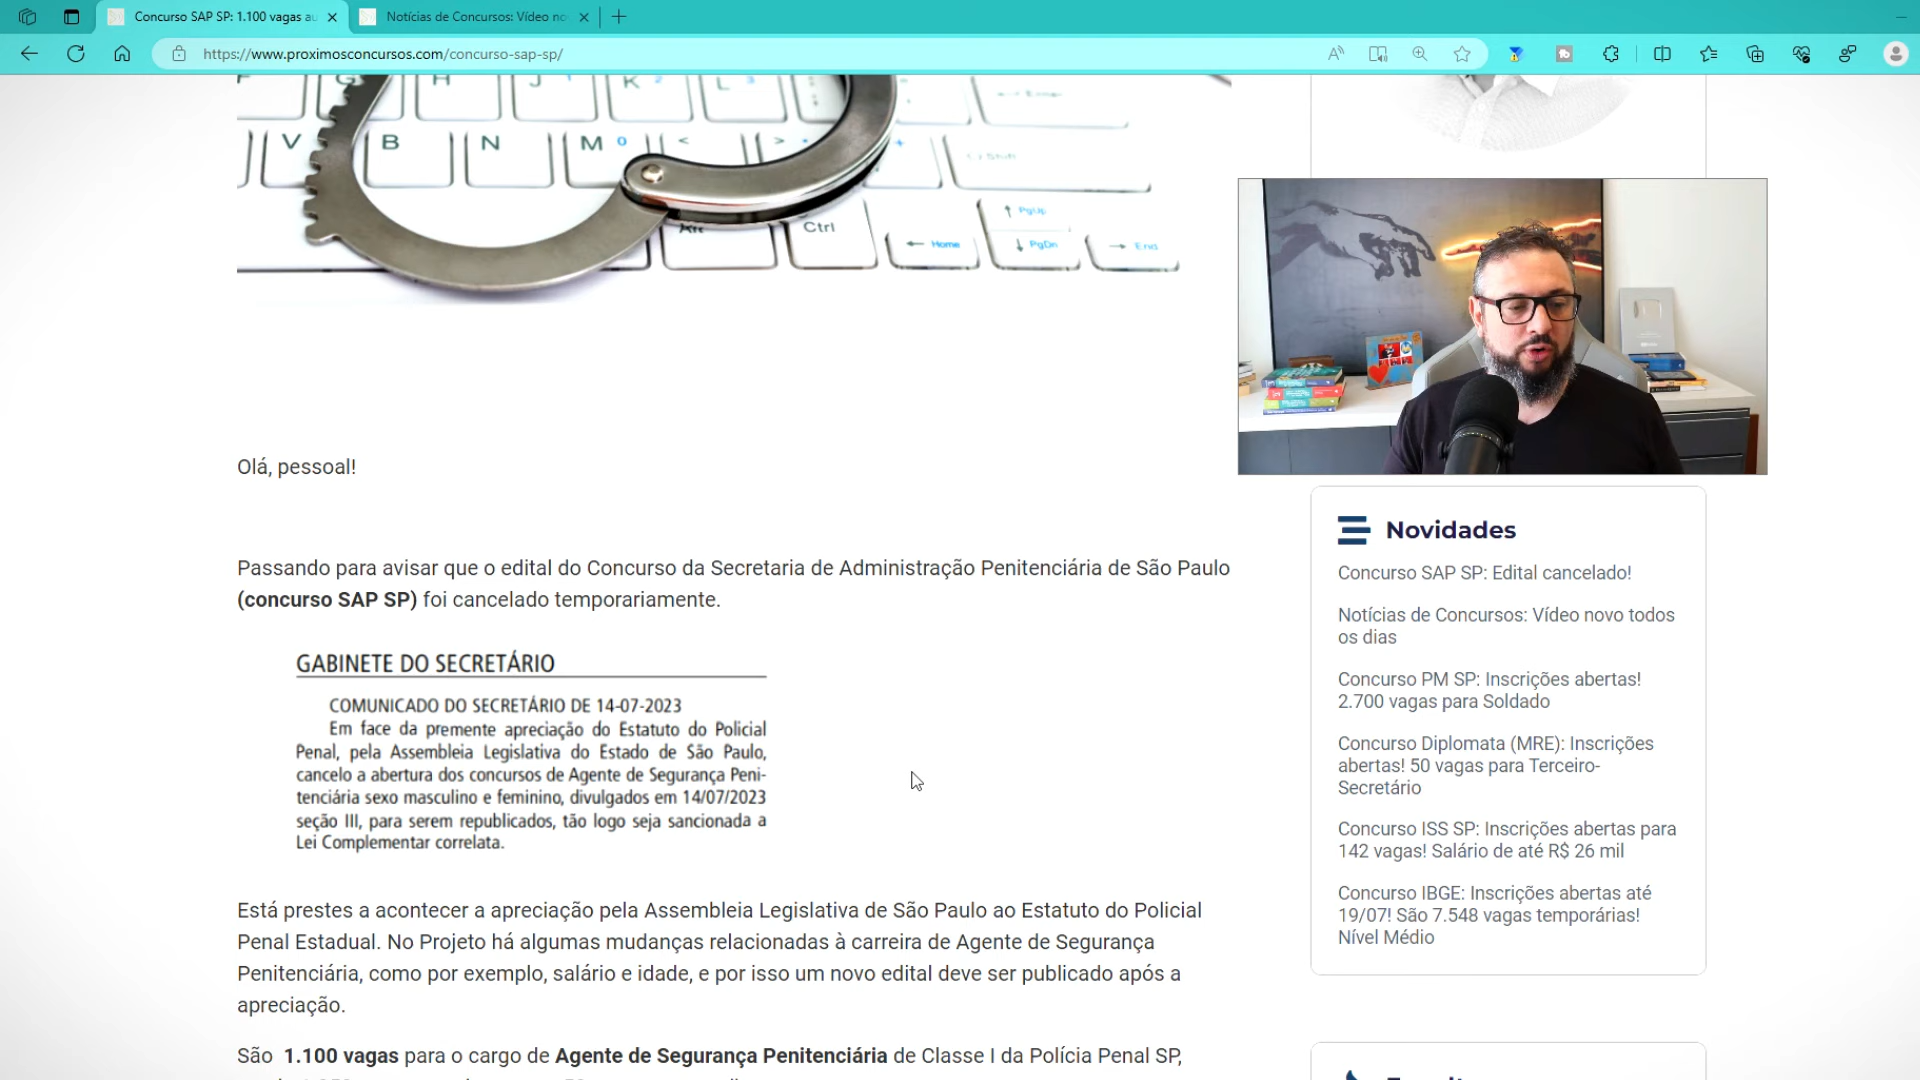 Concurso SAP SP: 1.100 vagas au
Notícias de Concursos: Vídeo no
https://www.proximosconcursos.com/concurso-sap-sp/
G H J K L
Enter
V B N M 0 < >
Shift
Alt Ctrl
PgUp
Home PgDn End
Olá, pessoal!
Passando para avisar que o edital do Concurso da Secretaria de Administração Penitenciária de São Paulo
(concurso SAP SP) foi cancelado temporariamente.
GABINETE DO SECRETÁRIO
COMUNICADO DO SECRETÁRIO DE 14-07-2023
Em face da premente apreciação do Estatuto do Policial
Penal, pela Assembleia Legislativa do Estado de São Paulo,
cancelo a abertura dos concursos de Agente de Segurança Peni-
tenciária sexo masculino e feminino, divulgados em 14/07/2023
seção III, para serem republicados, tão logo seja sancionada a
Lei Complementar correlata.
Está prestes a acontecer a apreciação pela Assembleia Legislativa de São Paulo ao Estatuto do Policial
Penal Estadual. No Projeto há algumas mudanças relacionadas à carreira de Agente de Segurança
Penitenciária, como por exemplo, salário e idade, e por isso um novo edital deve ser publicado após a
apreciação.
São 1.100 vagas para o cargo de Agente de Segurança Penitenciária de Classe I da Polícia Penal SP,
Novidades
Concurso SAP SP: Edital cancelado!
Notícias de Concursos: Vídeo novo todos
os dias
Concurso PM SP: Inscrições abertas!
2.700 vagas para Soldado
Concurso Diplomata (MRE): Inscrições
abertas! 50 vagas para Terceiro-
Secretário
Concurso ISS SP: Inscrições abertas para
142 vagas! Salário de até R$ 26 mil
Concurso IBGE: Inscrições abertas até
19/07! São 7.548 vagas temporárias!
Nível Médio